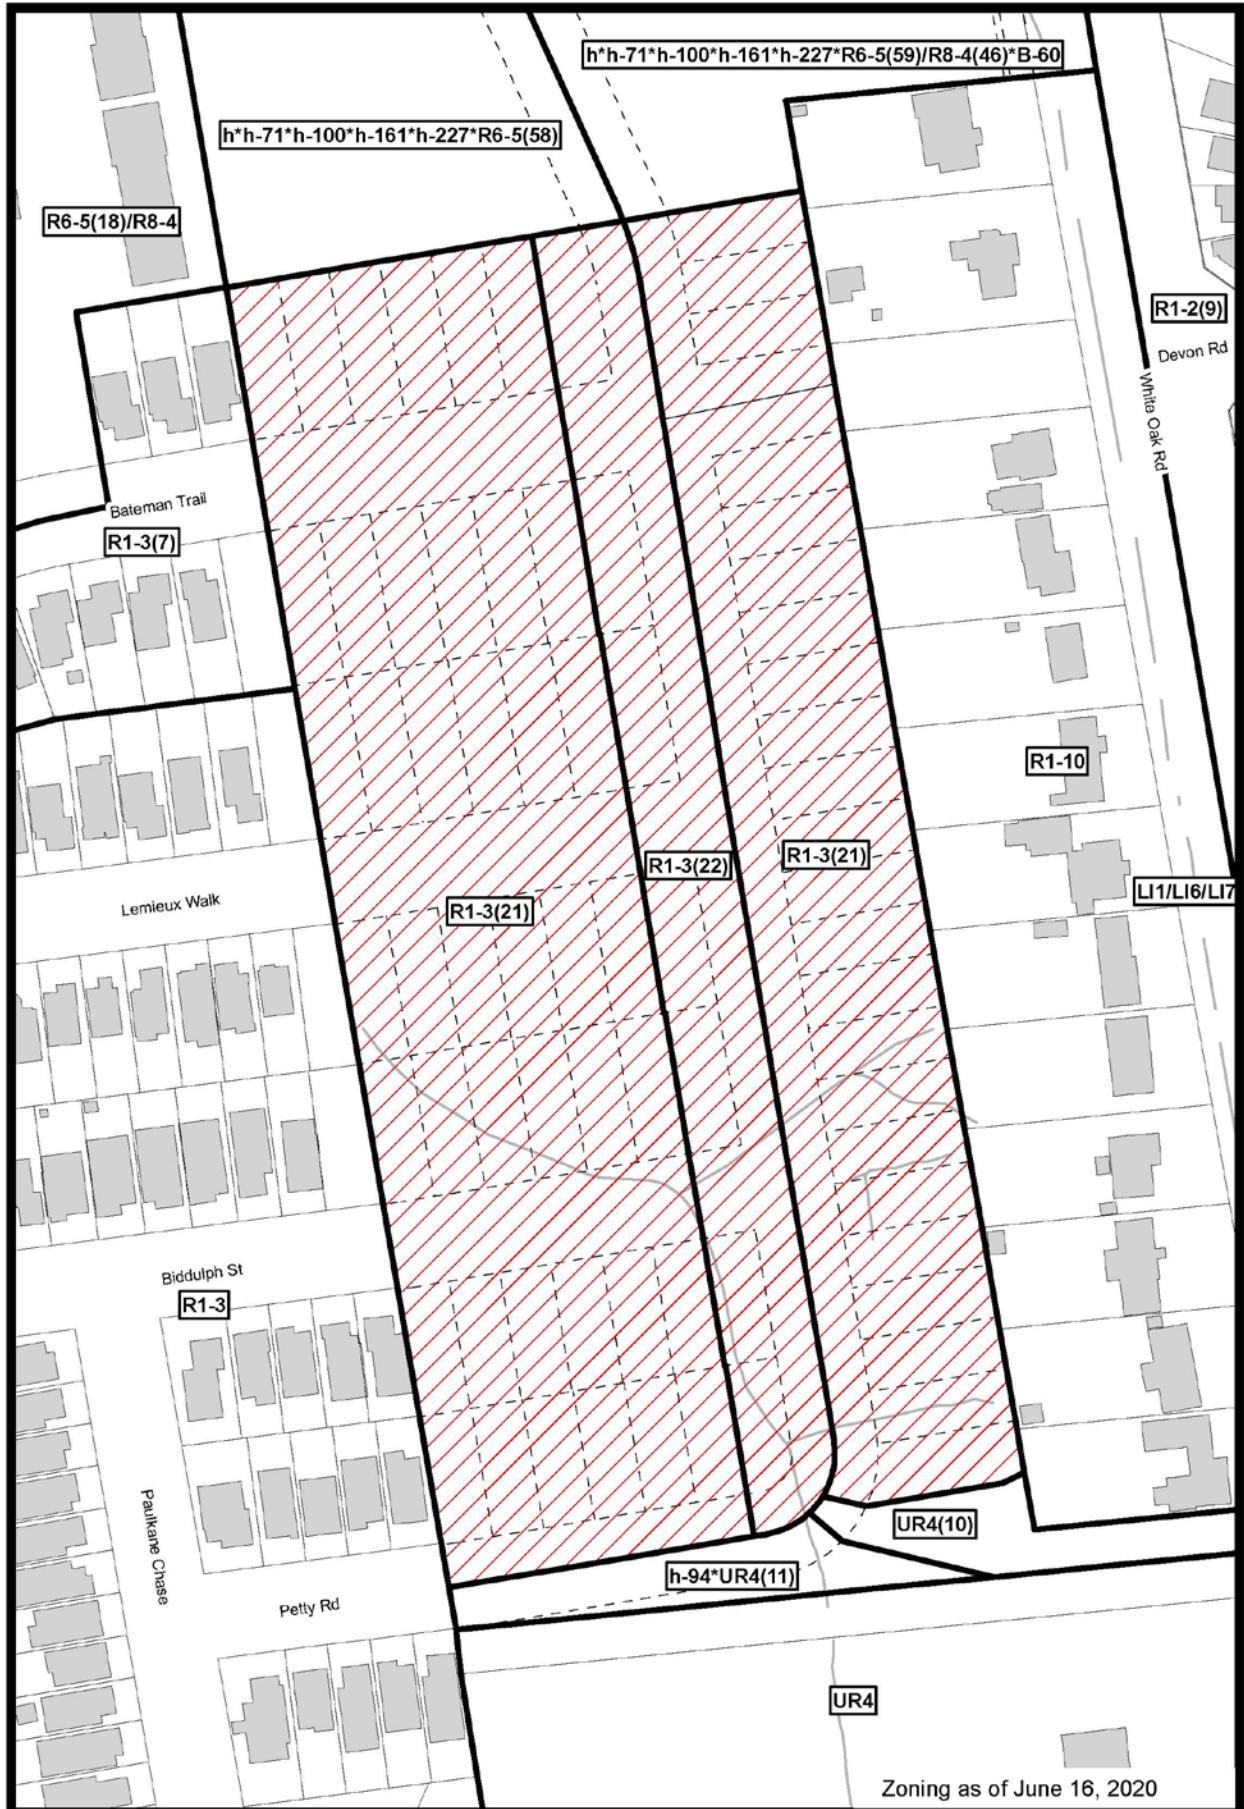 h*h-71*h-100*h-161*h-227*R6-5(59)/R8-4(46)*B-60
h*h-71*h-100*h-161*h-227*R6-5(58)
R6-5(18)/R8-4
R1-2(9)
Devon Rd
White Oak Rd
Bateman Trail
R1-3(7)
R1-10
R1-3(21)
R1-3(22)
LI1/LI6/LI7
Lemieux Walk
R1-3(21)
Biddulph St
R1-3
Paulkane Chase
UR4(10)
h-94*UR4(11)
Petty Rd
UR4
Zoning as of June 16, 2020